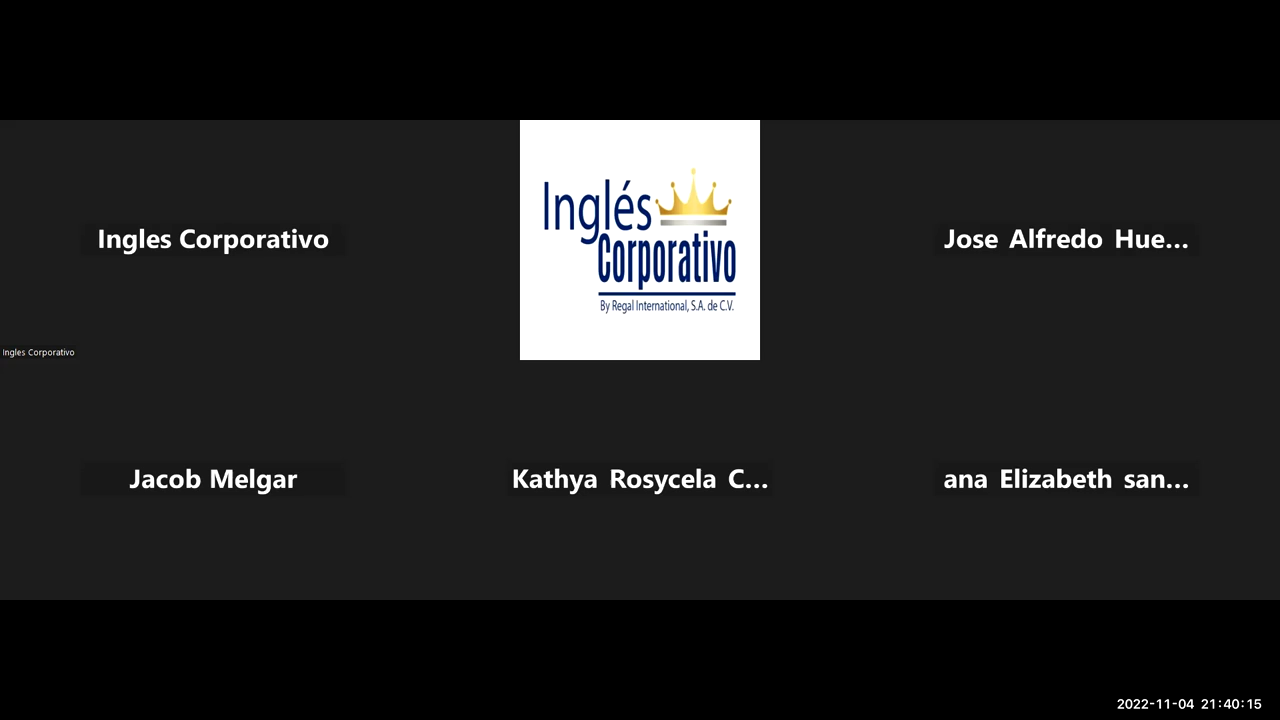 Ingles Corporativo
Inglés
Corporativo
By Regal International, S.A. de C.V.
Jose Alfredo Hue...
Ingles Corporativo
Jacob Melgar
Kathya Rosycela C...
ana Elizabeth san...
2022-11-04 21:40:15